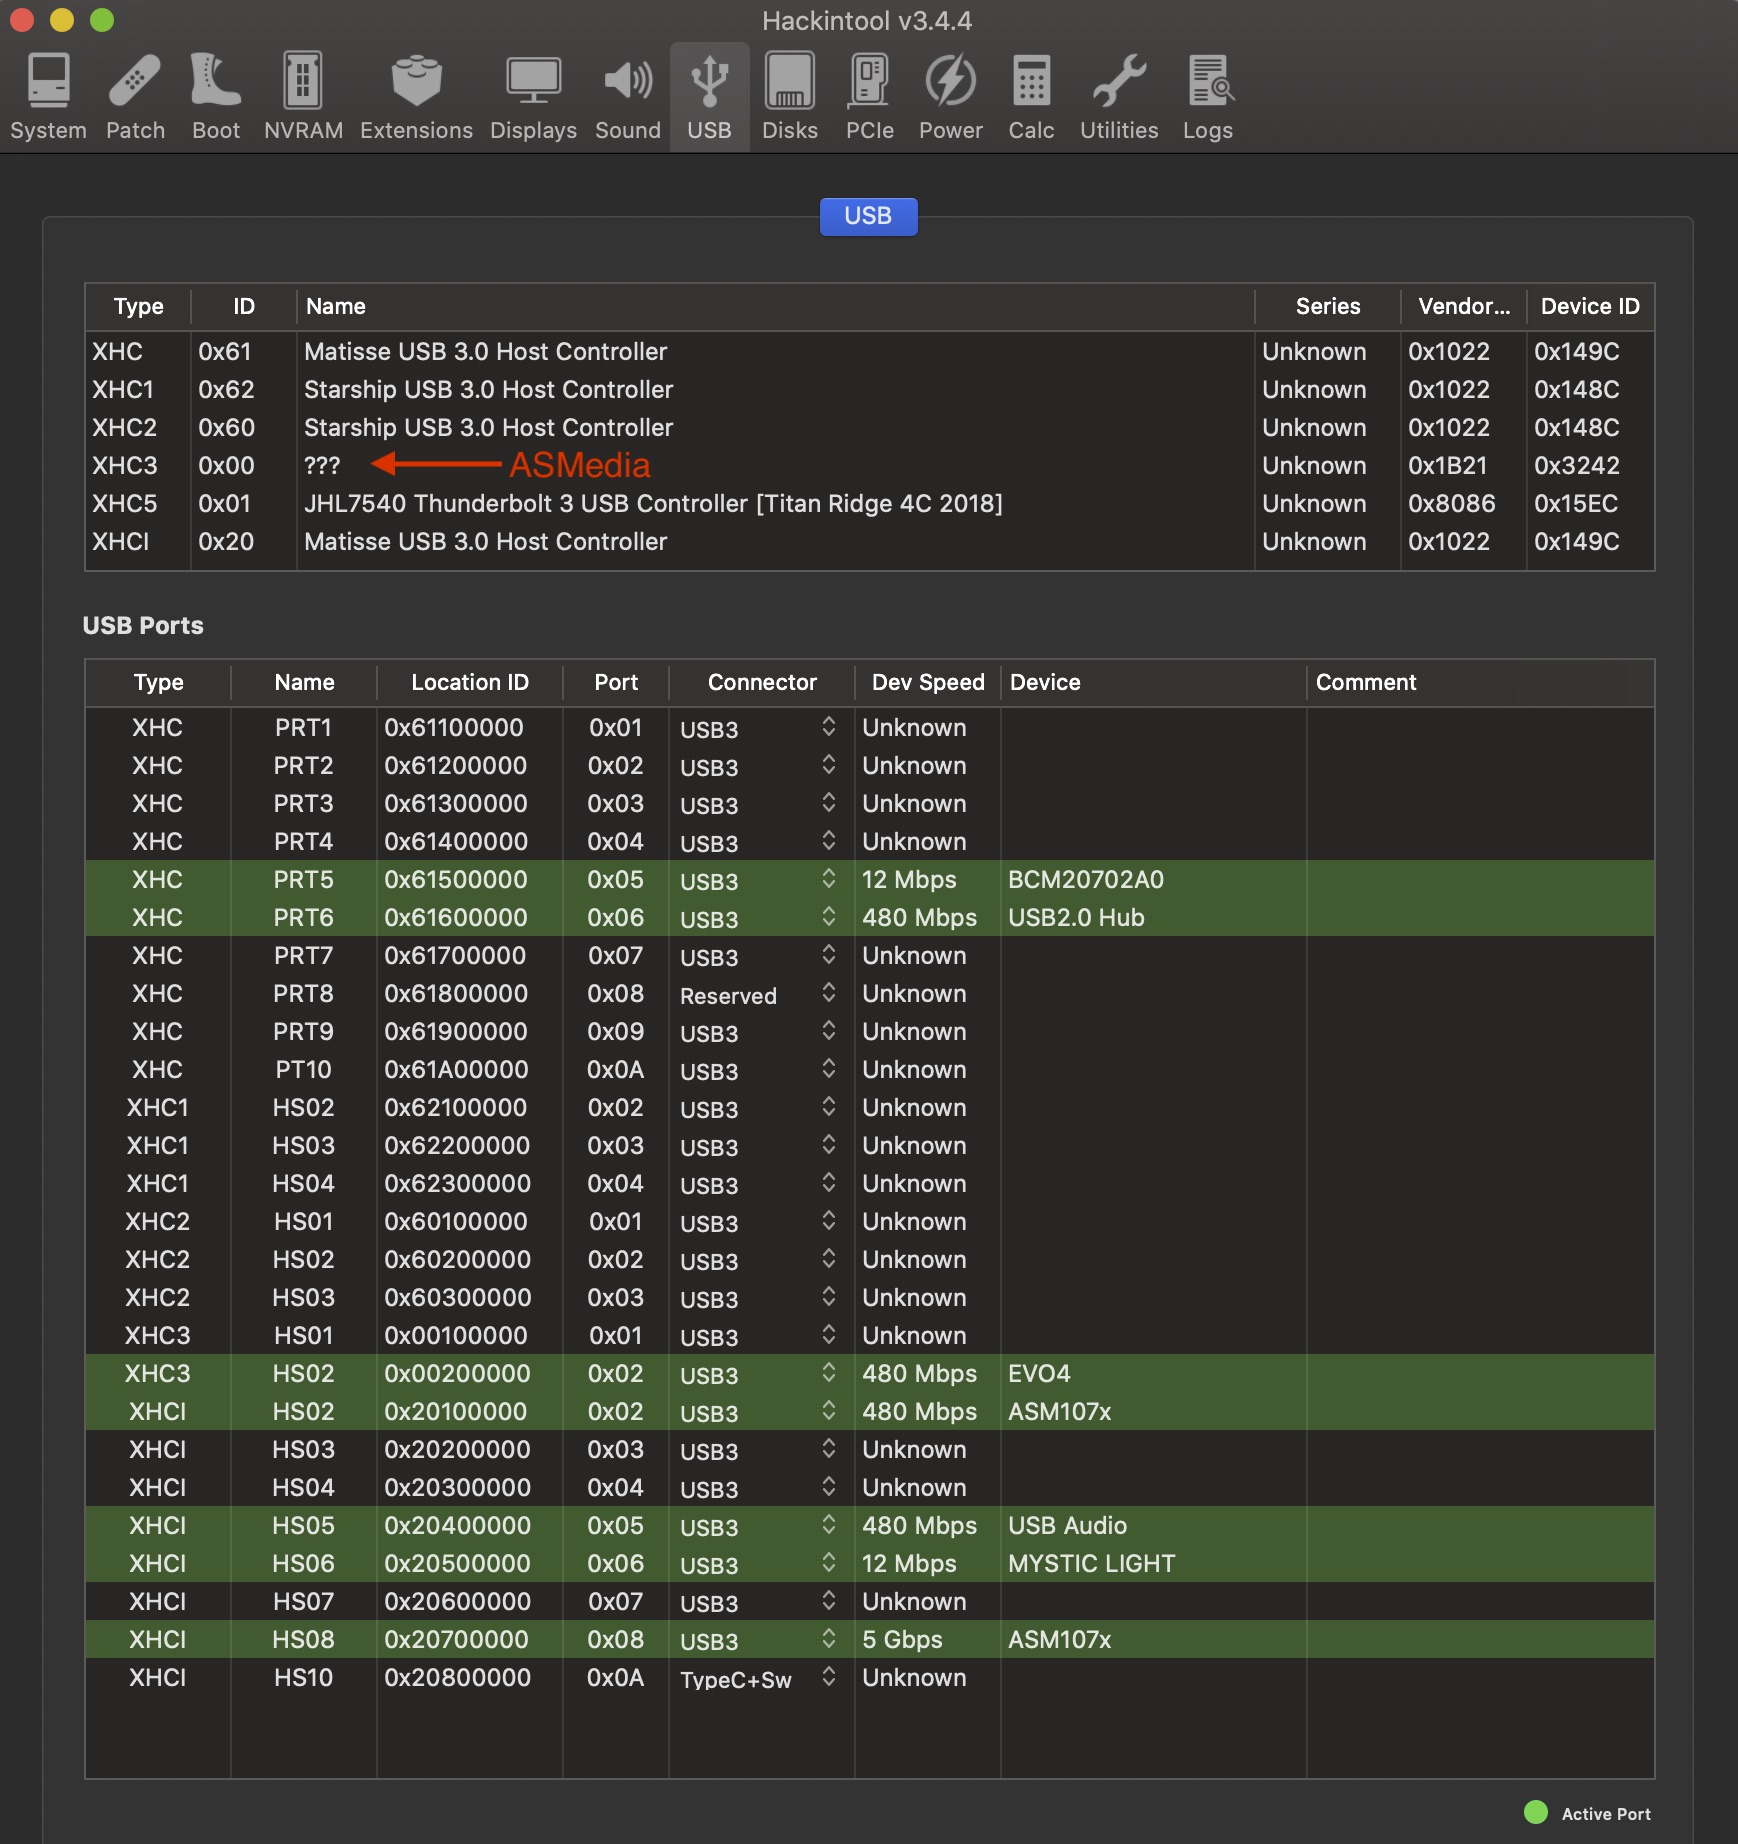 Hackintool v3.4.4
System Patch Boot NVRAM Extensions Displays Sound USB Disks PCIe Power Calc Utilities Logs
USB
Type ID Name Series Vendor... Device ID
XHC 0x61 Matisse USB 3.0 Host Controller Unknown 0x1022 0x149C
XHC1 0x62 Starship USB 3.0 Host Controller Unknown 0x1022 0x148C
XHC2 0x60 Starship USB 3.0 Host Controller Unknown 0x1022 0x148C
XHC3 0x00 ??? ASMedia Unknown 0x1B21 0x3242
XHC5 0x01 JHL7540 Thunderbolt 3 USB Controller [Titan Ridge 4C 2018] Unknown 0x8086 0x15EC
XHCI 0x20 Matisse USB 3.0 Host Controller Unknown 0x1022 0x149C
USB Ports
Type Name Location ID Port Connector Dev Speed Device Comment
XHC PRT1 0x61100000 0x01 USB3 Unknown
XHC PRT2 0x61200000 0x02 USB3 Unknown
XHC PRT3 0x61300000 0x03 USB3 Unknown
XHC PRT4 0x61400000 0x04 USB3 Unknown
XHC PRT5 0x61500000 0x05 USB3 12 Mbps BCM20702A0
XHC PRT6 0x61600000 0x06 USB3 480 Mbps USB2.0 Hub
XHC PRT7 0x61700000 0x07 USB3 Unknown
XHC PRT8 0x61800000 0x08 Reserved Unknown
XHC PRT9 0x61900000 0x09 USB3 Unknown
XHC PT10 0x61A00000 0x0A USB3 Unknown
XHC1 HS02 0x62100000 0x02 USB3 Unknown
XHC1 HS03 0x62200000 0x03 USB3 Unknown
XHC1 HS04 0x62300000 0x04 USB3 Unknown
XHC2 HS01 0x60100000 0x01 USB3 Unknown
XHC2 HS02 0x60200000 0x02 USB3 Unknown
XHC2 HS03 0x60300000 0x03 USB3 Unknown
XHC3 HS01 0x00100000 0x01 USB3 Unknown
XHC3 HS02 0x00200000 0x02 USB3 480 Mbps EVO4
XHCI HS02 0x20100000 0x02 USB3 480 Mbps ASM107x
XHCI HS03 0x20200000 0x03 USB3 Unknown
XHCI HS04 0x20300000 0x04 USB3 Unknown
XHCI HS05 0x20400000 0x05 USB3 480 Mbps USB Audio
XHCI HS06 0x20500000 0x06 USB3 12 Mbps MYSTIC LIGHT
XHCI HS07 0x20600000 0x07 USB3 Unknown
XHCI HS08 0x20700000 0x08 USB3 5 Gbps ASM107x
XHCI HS10 0x20800000 0x0A TypeC+Sw Unknown
Active Port